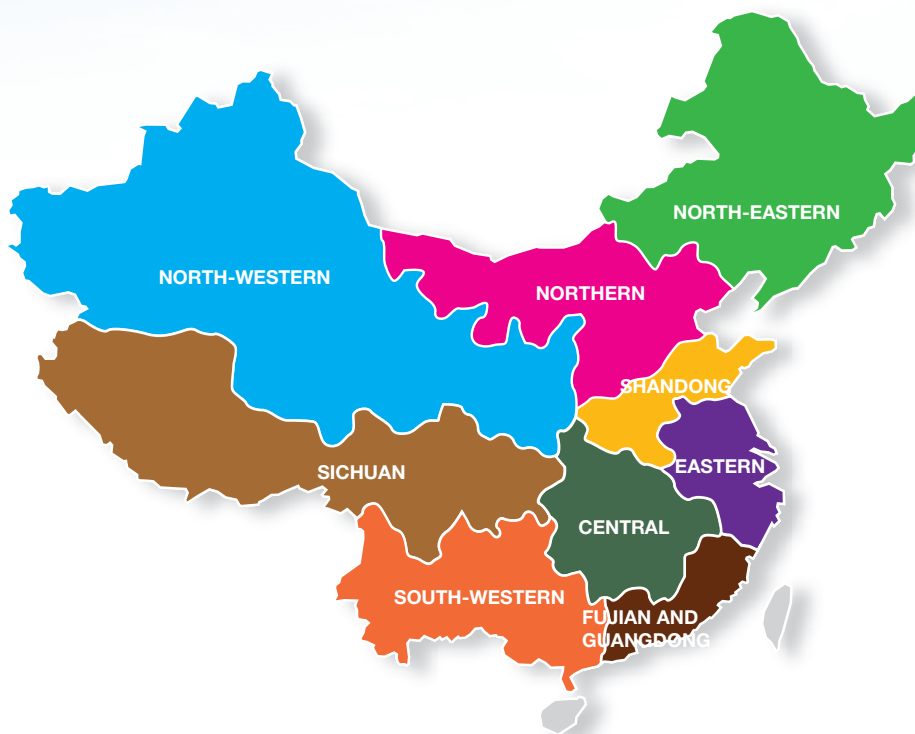 NORTH-EASTERN
NORTH-WESTERN
NORTHERN
SHANDONG
EASTERN
SICHUAN
CENTRAL
SOUTH-WESTERN
FUJIAN AND
GUANGDONG